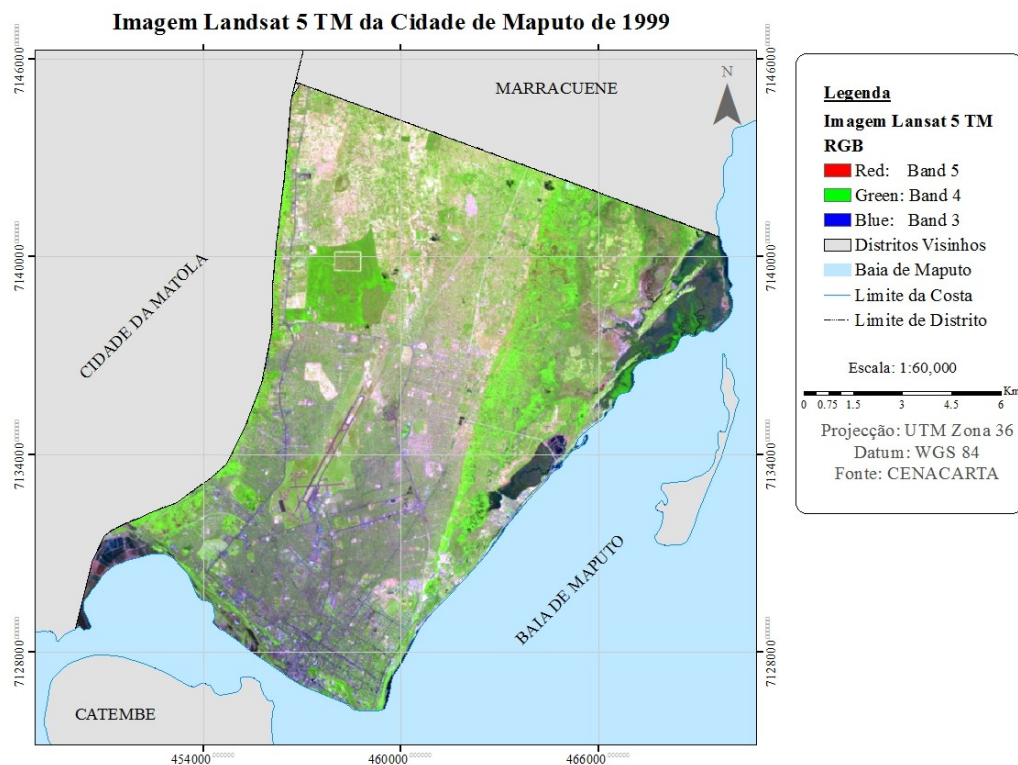 Imagem Landsat 5 TM da Cidade de Maputo de 1999
454000
460000
466000
7146000
7140000
7134000
7128000
7146000
7140000
7134000
7128000
MARRACUENE
N
CIDADE DA MATOLA
BAIA DE MAPUTO
CATEMBE
Legenda
Imagem Lansat 5 TM
RGB
Red: Band 5
Green: Band 4
Blue: Band 3
Distritos Visinhos
Baia de Maputo
Limite da Costa
Limite de Distrito
Escala: 1:60,000
Km
0 0.75 1.5 3 4.5 6
Projecção: UTM Zona 36
Datum: WGS 84
Fonte: CENACARTA